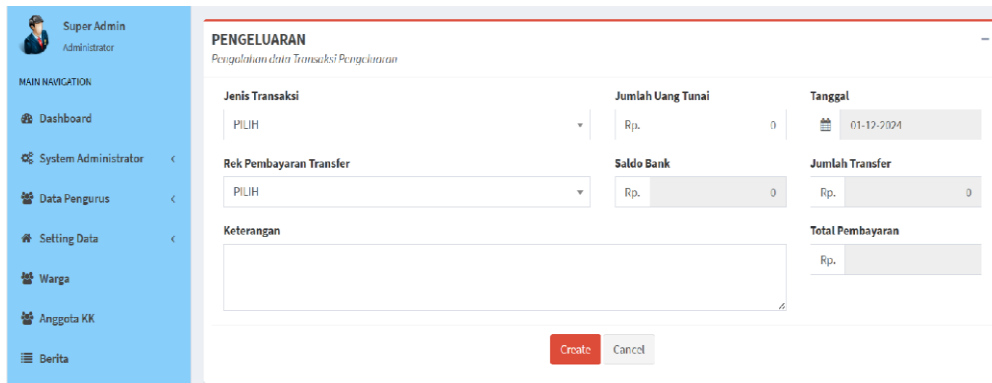 Super Admin
Administrator
MAIN NAVIGATION
Dashboard
System Administrator
Data Pengurus
Setting Data
Warga
Anggota KK
Berita
PENGELUARAN
Pengolahan data Transaksi Pengeluaran
Jenis Transaksi
PILIH
Jumlah Uang Tunai
Rp. 0
Tanggal
01-12-2024
Rek Pembayaran Transfer
PILIH
Saldo Bank
Rp. 0
Jumlah Transfer
Rp. 0
Keterangan
Total Pembayaran
Rp.
Create Cancel